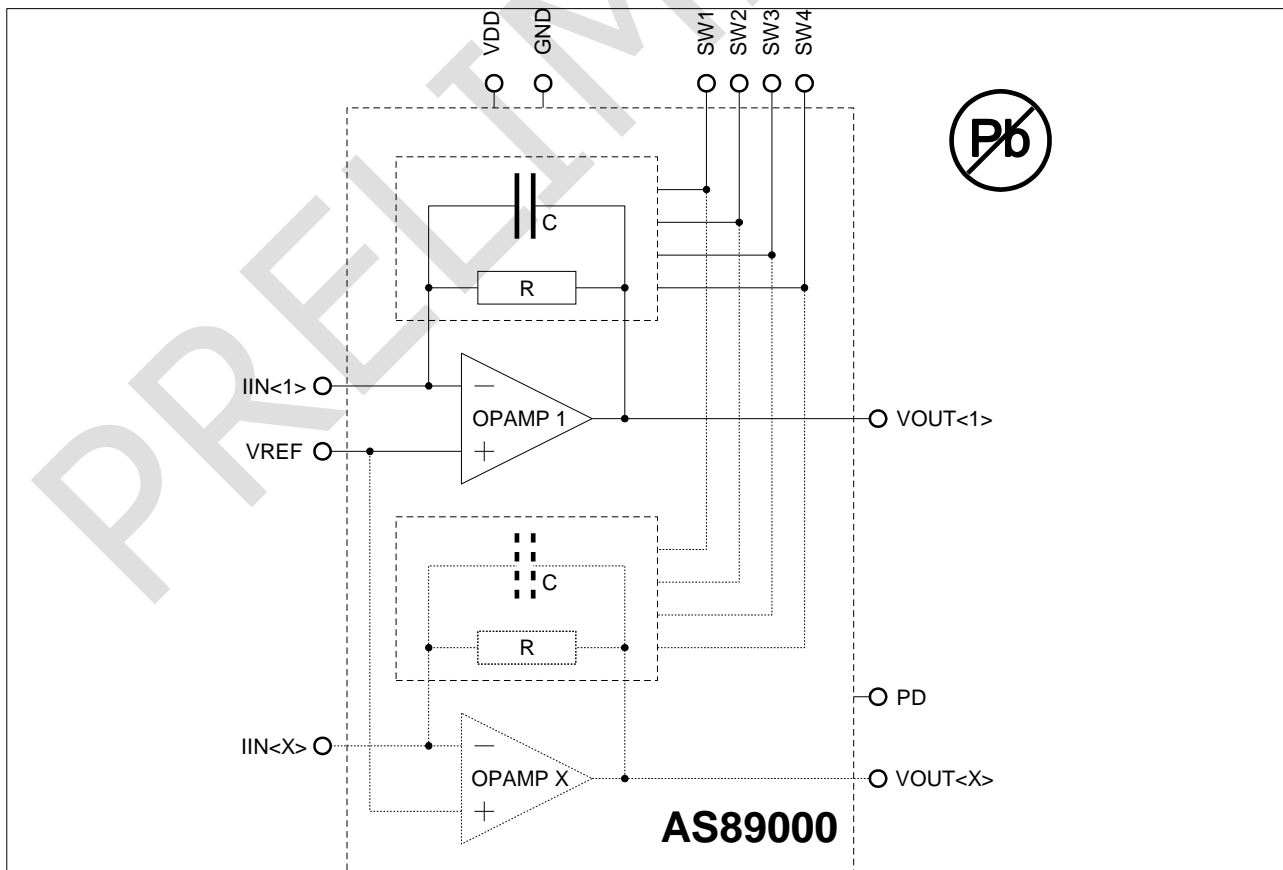 PRELIM
VDD
GND
SW1
SW2
SW3
SW4
Pb
C
R
IIN<1>
OPAMP 1
VOUT<1>
VREF
C
R
PD
IIN<X>
OPAMP X
VOUT<X>
AS89000